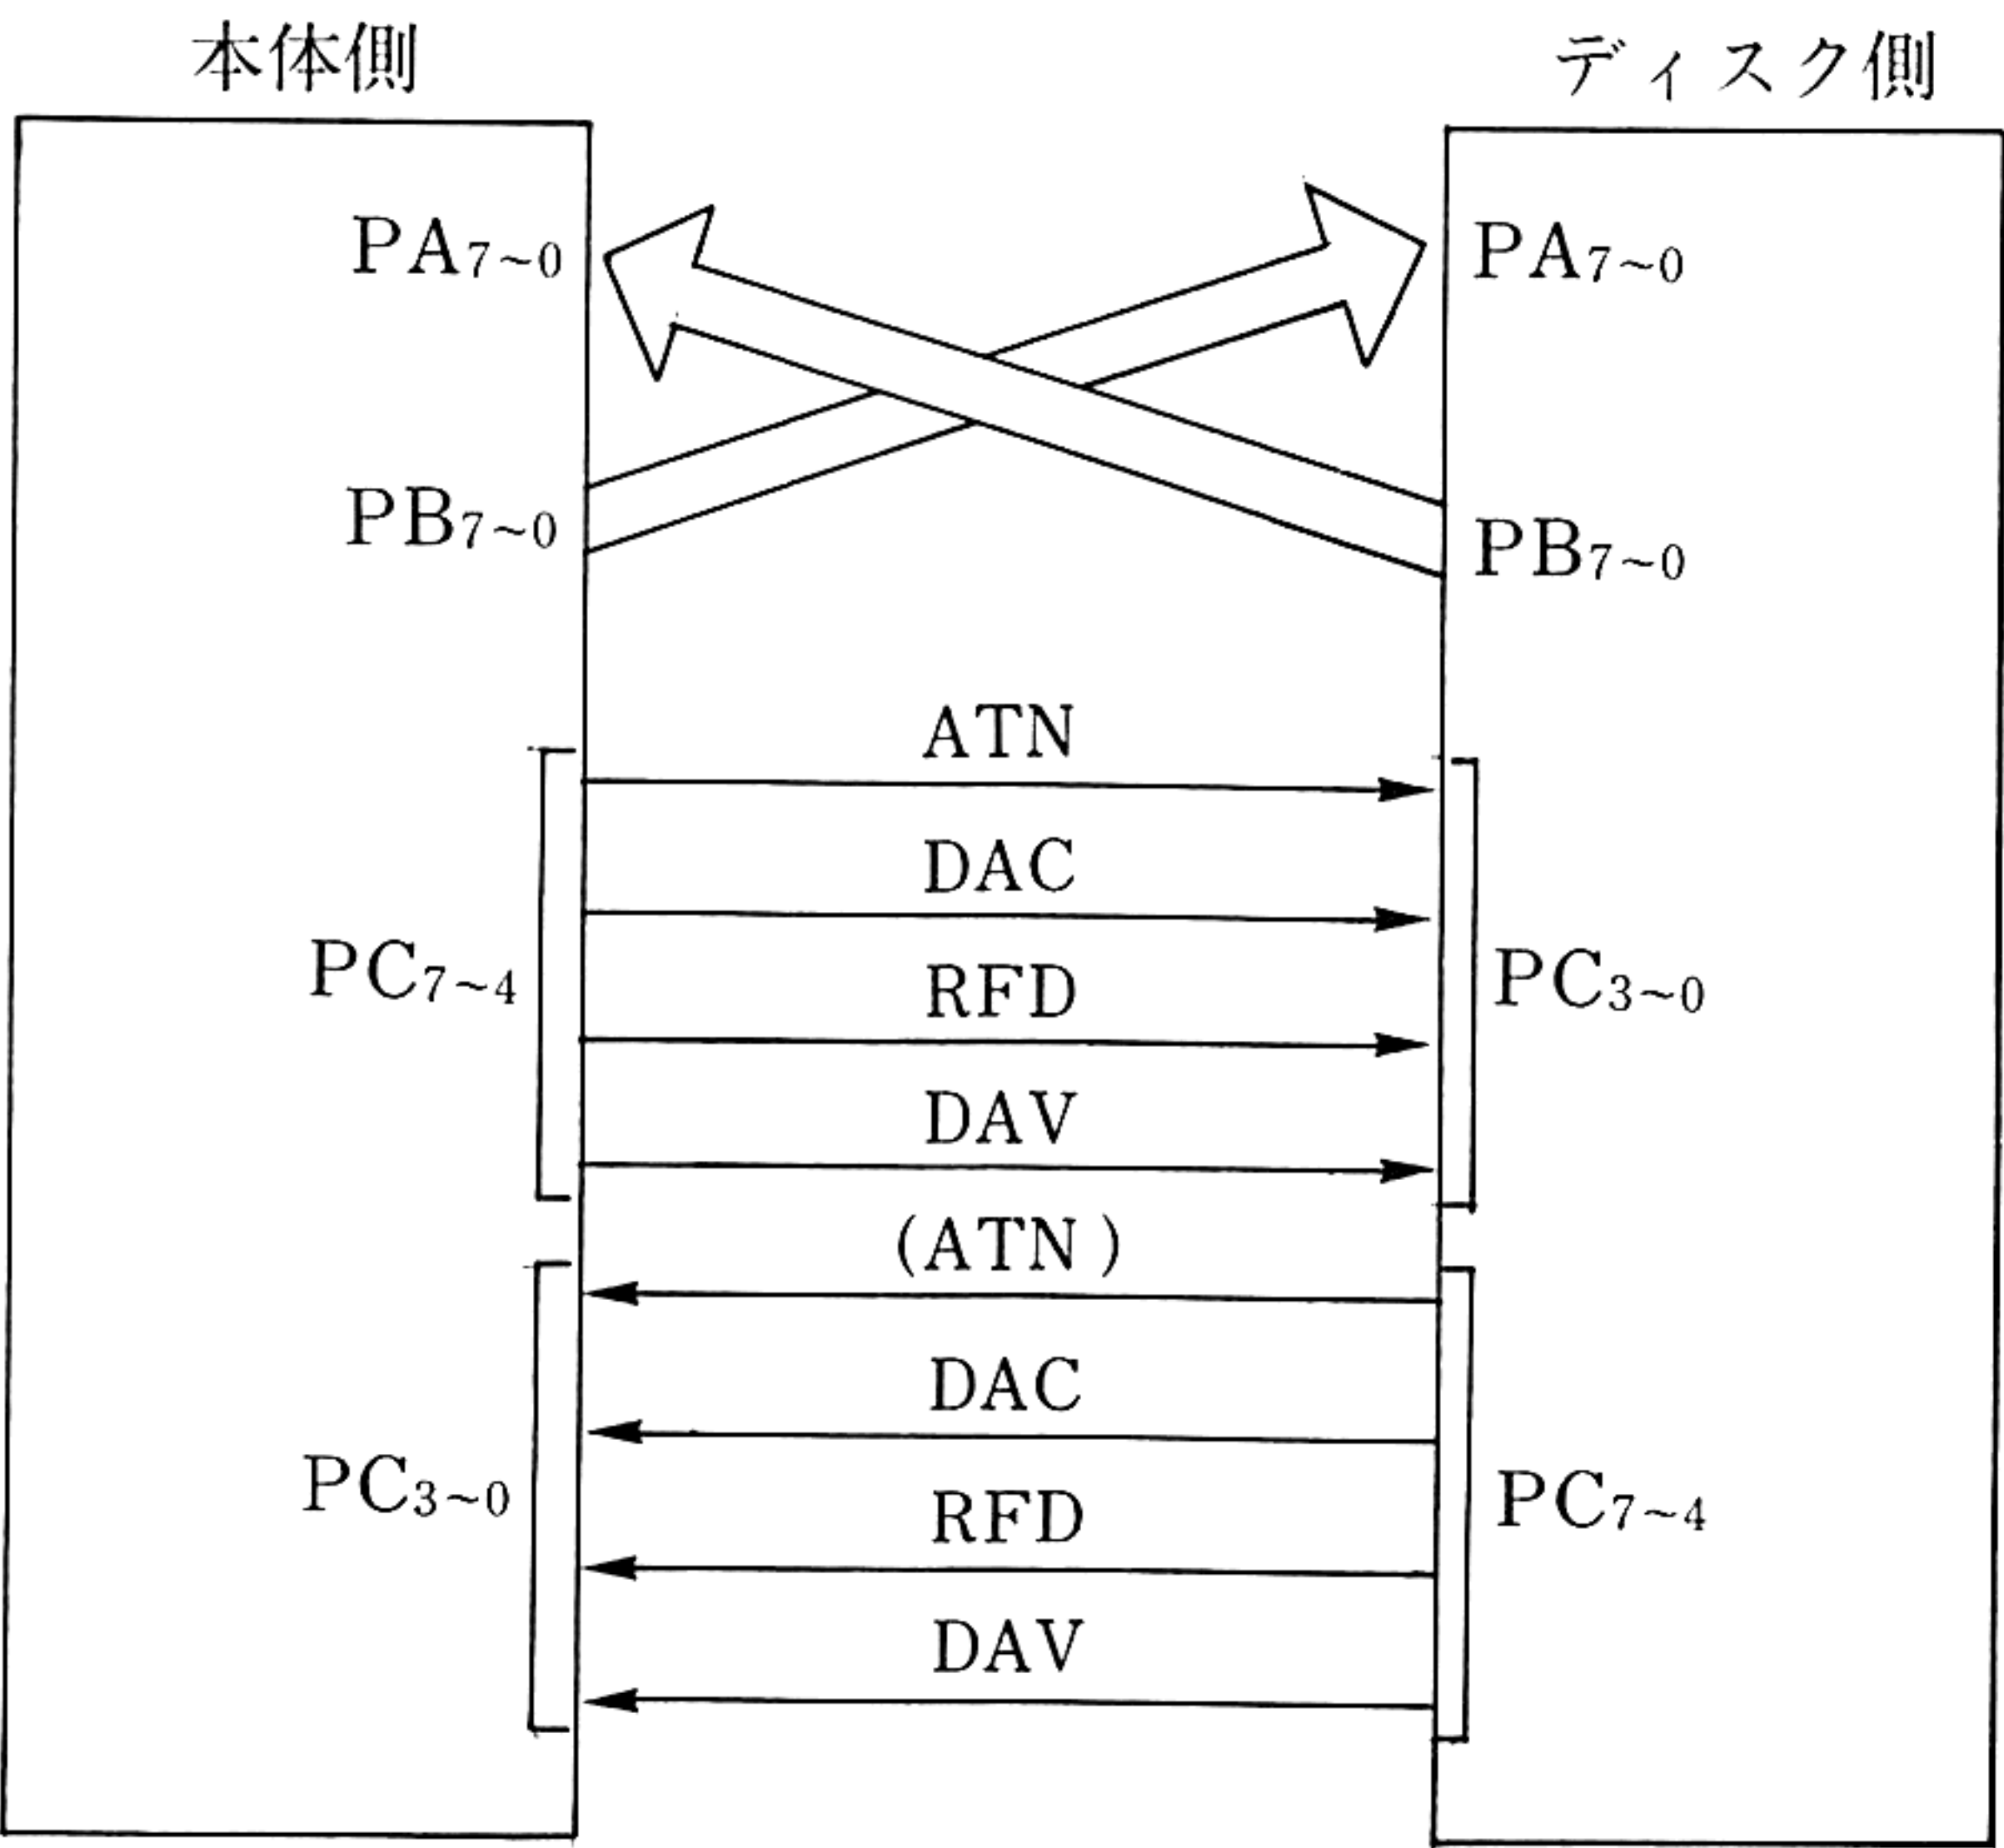 本体側 ディスク側
PA7~0 PA7~0
PB7~0 PB7~0
ATN
DAC
PC7~4 RFD PC3~0
DAV
(ATN)
DAC
PC3~0 RFD PC7~4
DAV